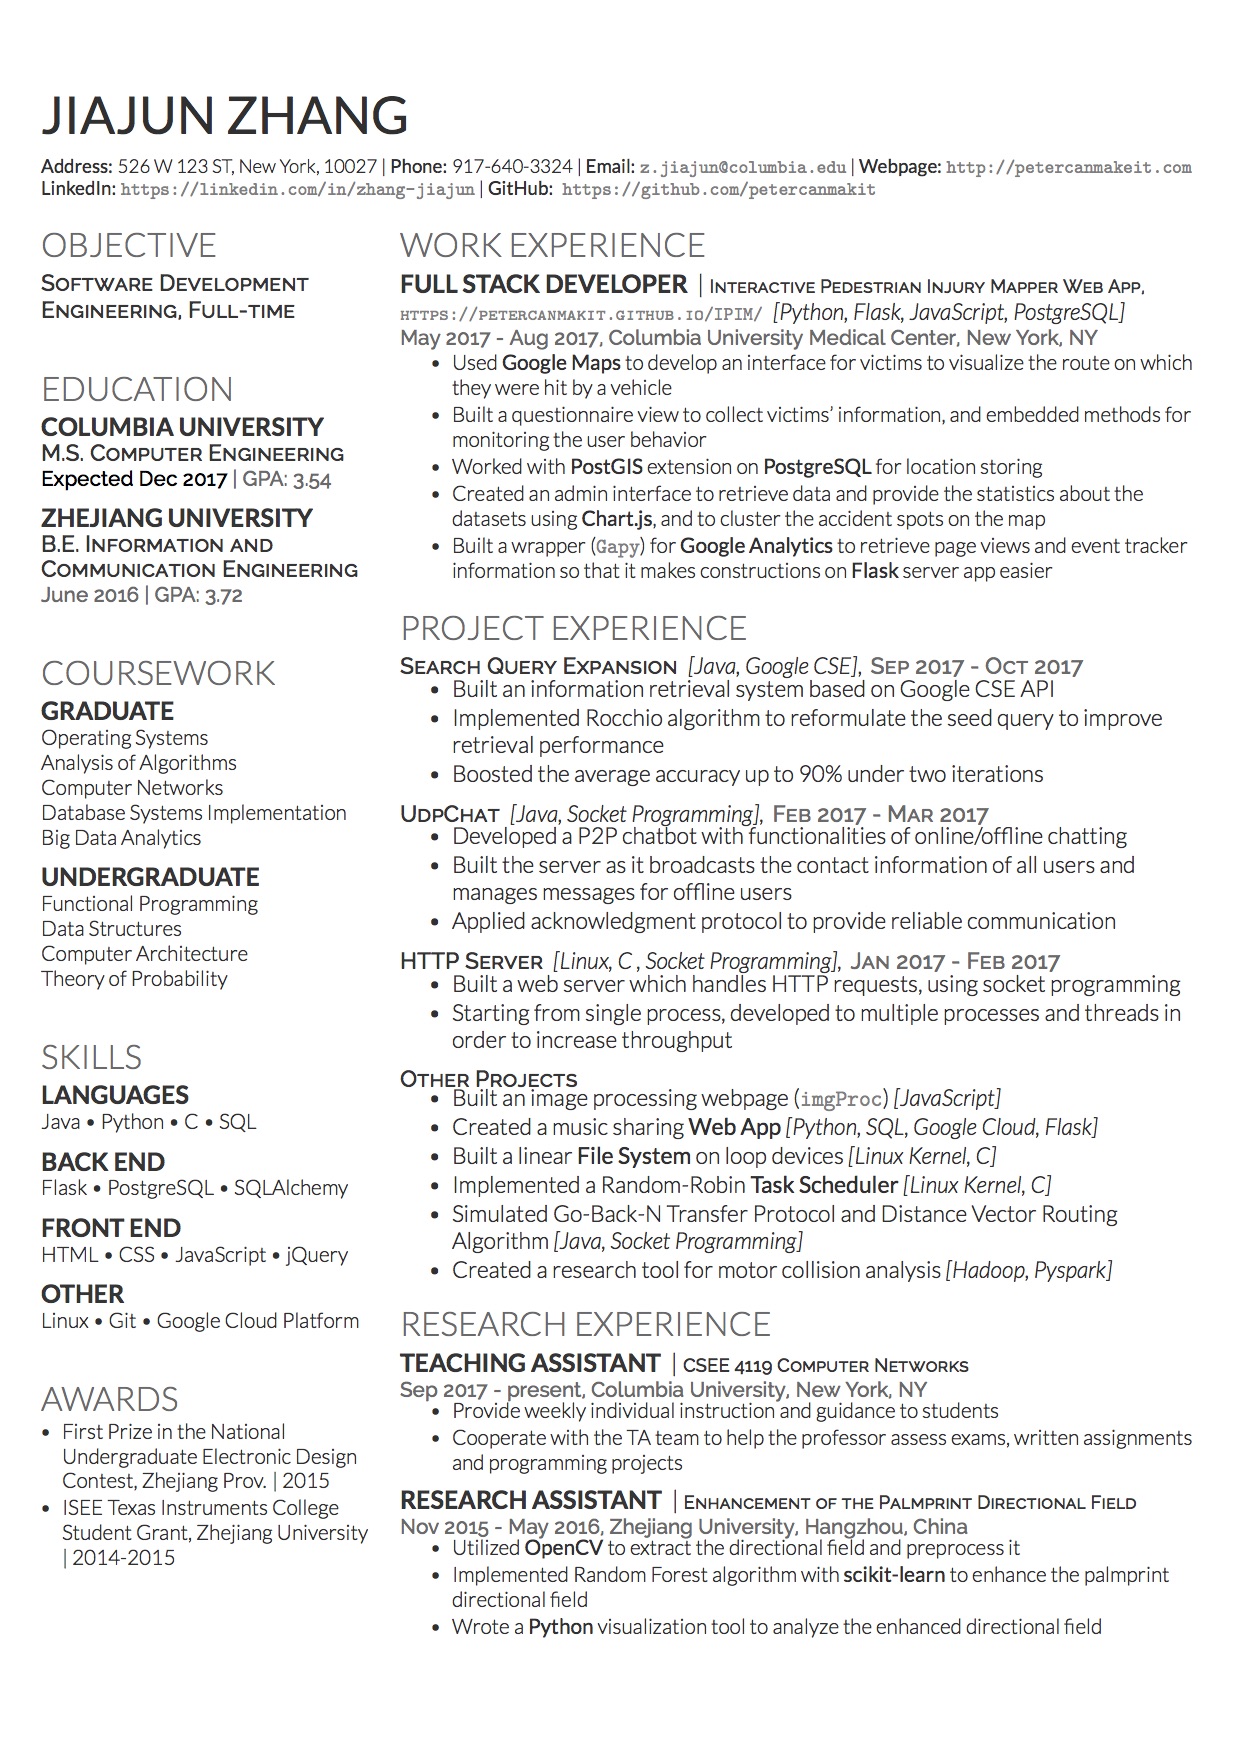 JIAJUN ZHANG
Address: 526 W 123 ST, New York, 10027 | Phone: 917-640-3324 | Email: z.jiajun@columbia.edu | Webpage: http://petercanmakeit.com
LinkedIn: https://linkedin.com/in/zhang-jiajun | GitHub: https://github.com/petercanmakit
OBJECTIVE
SOFTWARE DEVELOPMENT
ENGINEERING, FULL-TIME
EDUCATION
COLUMBIA UNIVERSITY
M.S. COMPUTER ENGINEERING
Expected Dec 2017 | GPA: 3.54
ZHEJIANG UNIVERSITY
B.E. INFORMATION AND
COMMUNICATION ENGINEERING
June 2016 | GPA: 3.72
COURSEWORK
GRADUATE
Operating Systems
Analysis of Algorithms
Computer Networks
Database Systems Implementation
Big Data Analytics
UNDERGRADUATE
Functional Programming
Data Structures
Computer Architecture
Theory of Probability
SKILLS
LANGUAGES
Java • Python • C • SQL
BACK END
Flask • PostgreSQL • SQLAlchemy
FRONT END
HTML • CSS • JavaScript • jQuery
OTHER
Linux • Git • Google Cloud Platform
AWARDS
• First Prize in the National
Undergraduate Electronic Design
Contest, Zhejiang Prov. | 2015
• ISEE Texas Instruments College
Student Grant, Zhejiang University
| 2014-2015
WORK EXPERIENCE
FULL STACK DEVELOPER | INTERACTIVE PEDESTRIAN INJURY MAPPER WEB APP,
HTTPS://PETERCANMAKIT.GITHUB.IO/IPIM/ [Python, Flask, JavaScript, PostgreSQL]
May 2017 - Aug 2017, Columbia University Medical Center, New York, NY
• Used Google Maps to develop an interface for victims to visualize the route on which
they were hit by a vehicle
• Built a questionnaire view to collect victims' information, and embedded methods for
monitoring the user behavior
• Worked with PostGIS extension on PostgreSQL for location storing
• Created an admin interface to retrieve data and provide the statistics about the
datasets using Chart.js, and to cluster the accident spots on the map
• Built a wrapper (Gapy) for Google Analytics to retrieve page views and event tracker
information so that it makes constructions on Flask server app easier
PROJECT EXPERIENCE
SEARCH QUERY EXPANSION [Java, Google CSE], SEP 2017 - OCT 2017
• Built an information retrieval system based on Google CSE API
• Implemented Rocchio algorithm to reformulate the seed query to improve
retrieval performance
• Boosted the average accuracy up to 90% under two iterations
UDPCHAT [Java, Socket Programming], FEB 2017 - MAR 2017
• Developed a P2P chatbot with functionalities of online/offline chatting
• Built the server as it broadcasts the contact information of all users and
manages messages for offline users
• Applied acknowledgment protocol to provide reliable communication
HTTP SERVER [Linux, C , Socket Programming], JAN 2017 - FEB 2017
• Built a web server which handles HTTP requests, using socket programming
• Starting from single process, developed to multiple processes and threads in
order to increase throughput
OTHER PROJECTS
• Built an image processing webpage (imgProc) [JavaScript]
• Created a music sharing Web App [Python, SQL, Google Cloud, Flask]
• Built a linear File System on loop devices [Linux Kernel, C]
• Implemented a Random-Robin Task Scheduler [Linux Kernel, C]
• Simulated Go-Back-N Transfer Protocol and Distance Vector Routing
Algorithm [Java, Socket Programming]
• Created a research tool for motor collision analysis [Hadoop, Pyspark]
RESEARCH EXPERIENCE
TEACHING ASSISTANT | CSEE 4119 COMPUTER NETWORKS
Sep 2017 - present, Columbia University, New York, NY
• Provide weekly individual instruction and guidance to students
• Cooperate with the TA team to help the professor assess exams, written assignments
and programming projects
RESEARCH ASSISTANT | ENHANCEMENT OF THE PALMPRINT DIRECTIONAL FIELD
Nov 2015 - May 2016, Zhejiang University, Hangzhou, China
• Utilized OpenCV to extract the directional field and preprocess it
• Implemented Random Forest algorithm with scikit-learn to enhance the palmprint
directional field
• Wrote a Python visualization tool to analyze the enhanced directional field